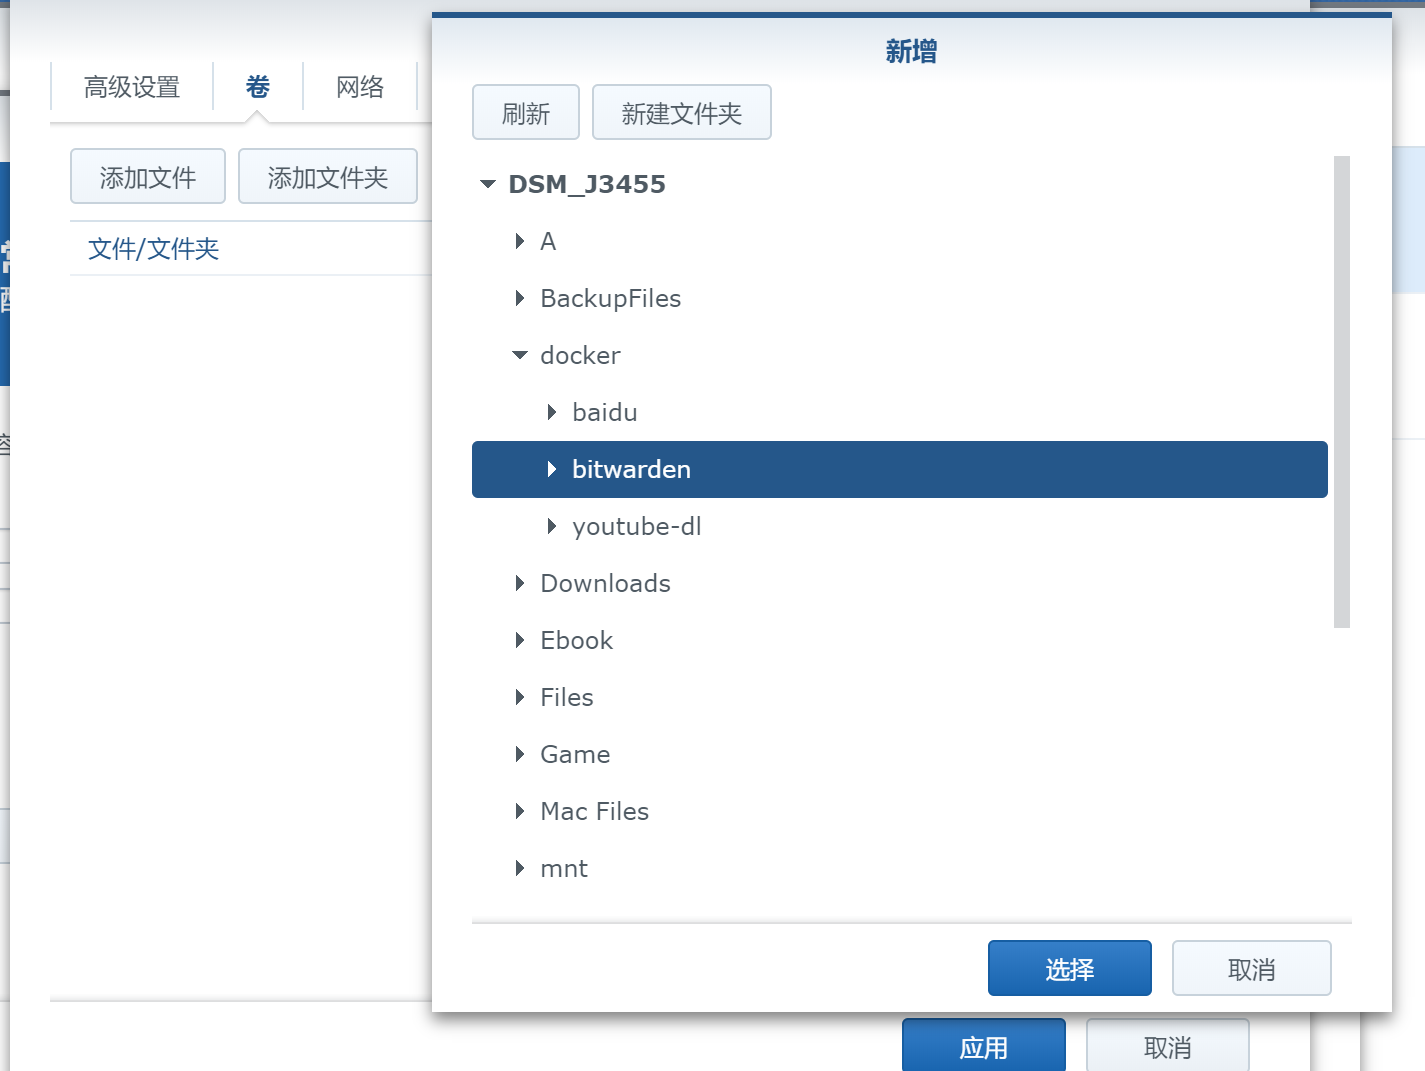 新增
高级设置 卷 网络
刷新 新建文件夹
添加文件 添加文件夹
DSM_J3455
文件/文件夹
A
BackupFiles
docker
baidu
bitwarden
youtube-dl
Downloads
Ebook
Files
Game
Mac Files
mnt
选择 取消
应用 取消